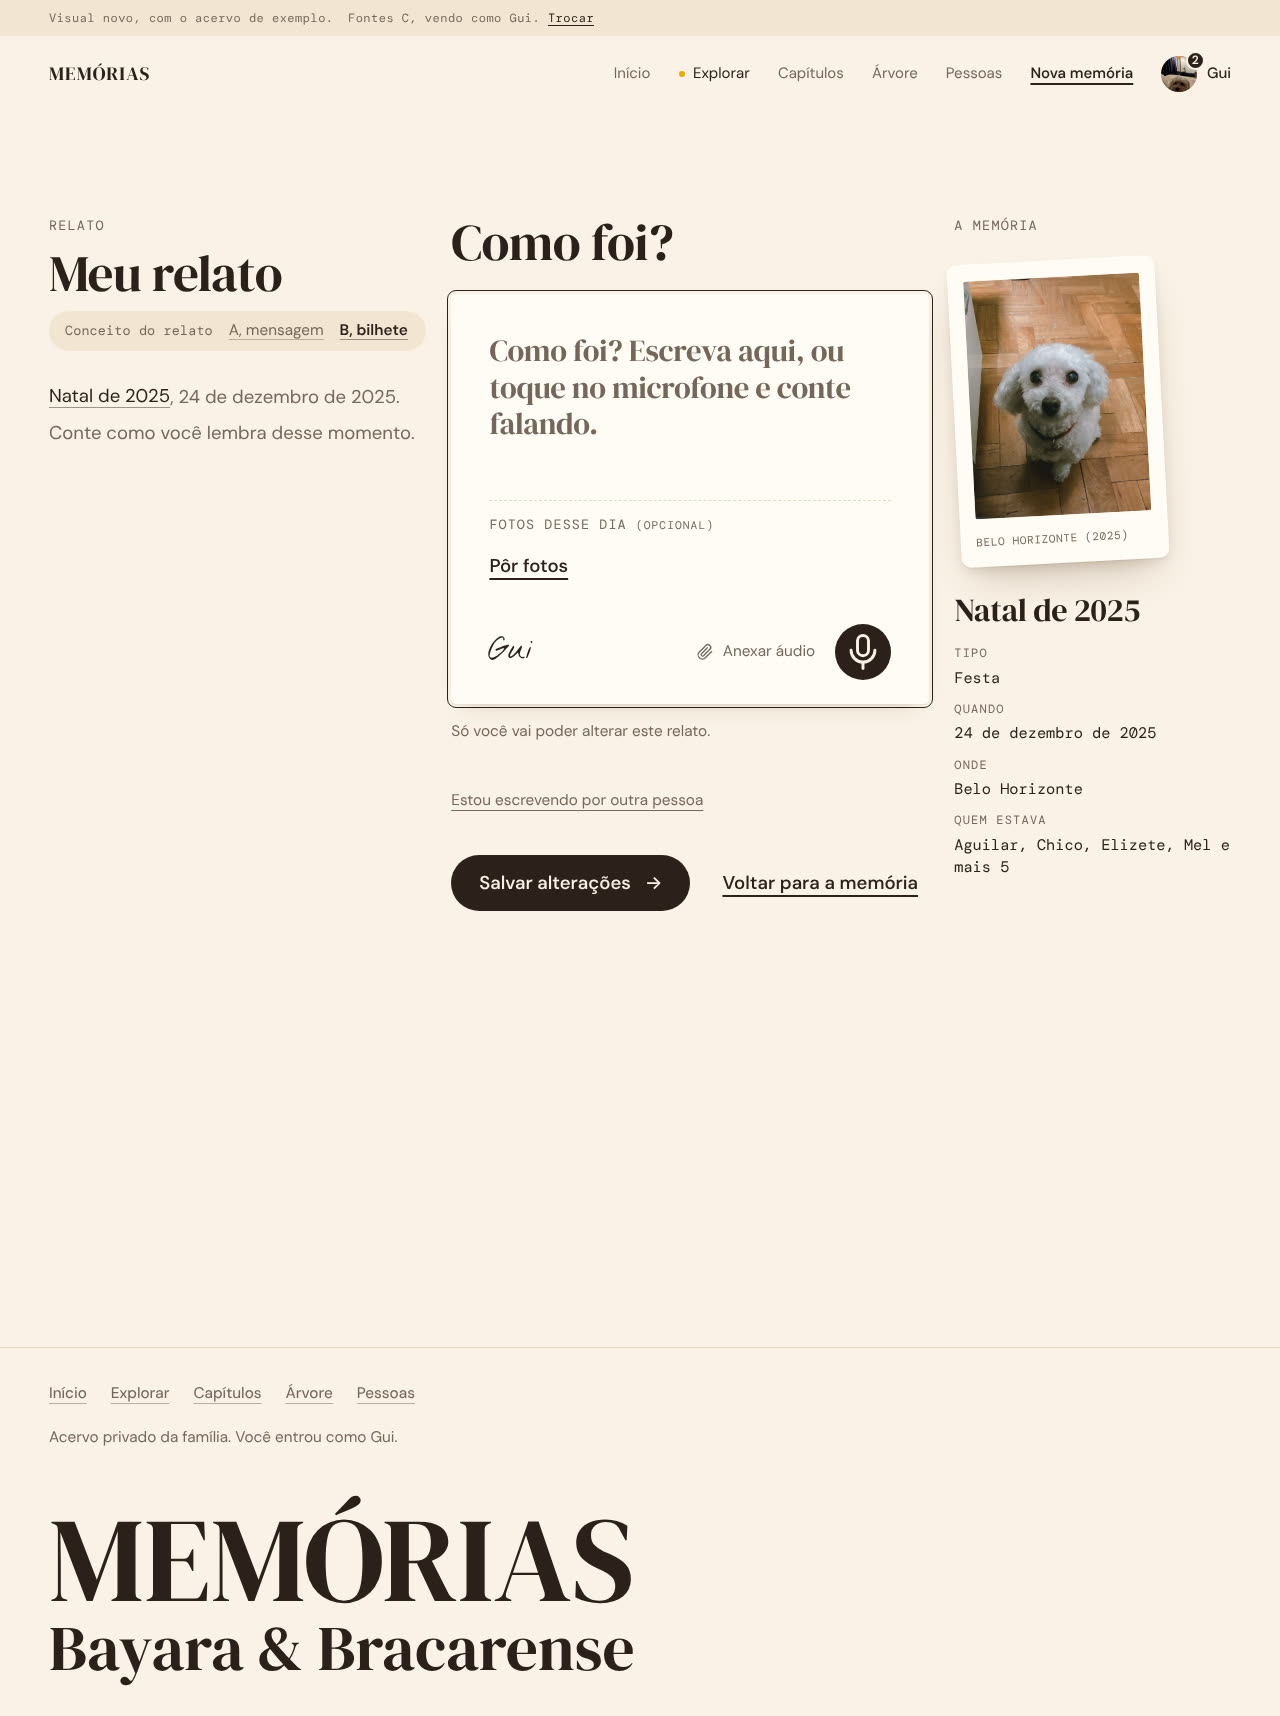 Visual novo, com o acervo de exemplo. Fontes C, vendo como Gui. Trocar
MEMÓRIAS
Início
Explorar
Capítulos
Árvore
Pessoas
Nova memória
2
Gui
RELATO
Meu relato
Conceito do relato A, mensagem B, bilhete
Natal de 2025, 24 de dezembro de 2025.
Conte como você lembra desse momento.
Como foi?
Como foi? Escreva aqui, ou
toque no microfone e conte
falando.
FOTOS DESSE DIA (OPCIONAL)
Pôr fotos
Gui
Anexar áudio
Só você vai poder alterar este relato.
Estou escrevendo por outra pessoa
Salvar alterações →
Voltar para a memória
A MEMÓRIA
BELO HORIZONTE (2025)
Natal de 2025
TIPO
Festa
QUANDO
24 de dezembro de 2025
ONDE
Belo Horizonte
QUEM ESTAVA
Aguilar, Chico, Elizete, Mel e
mais 5
Início Explorar Capítulos Árvore Pessoas
Acervo privado da família. Você entrou como Gui.
MEMÓRIAS
Bayara & Bracarense